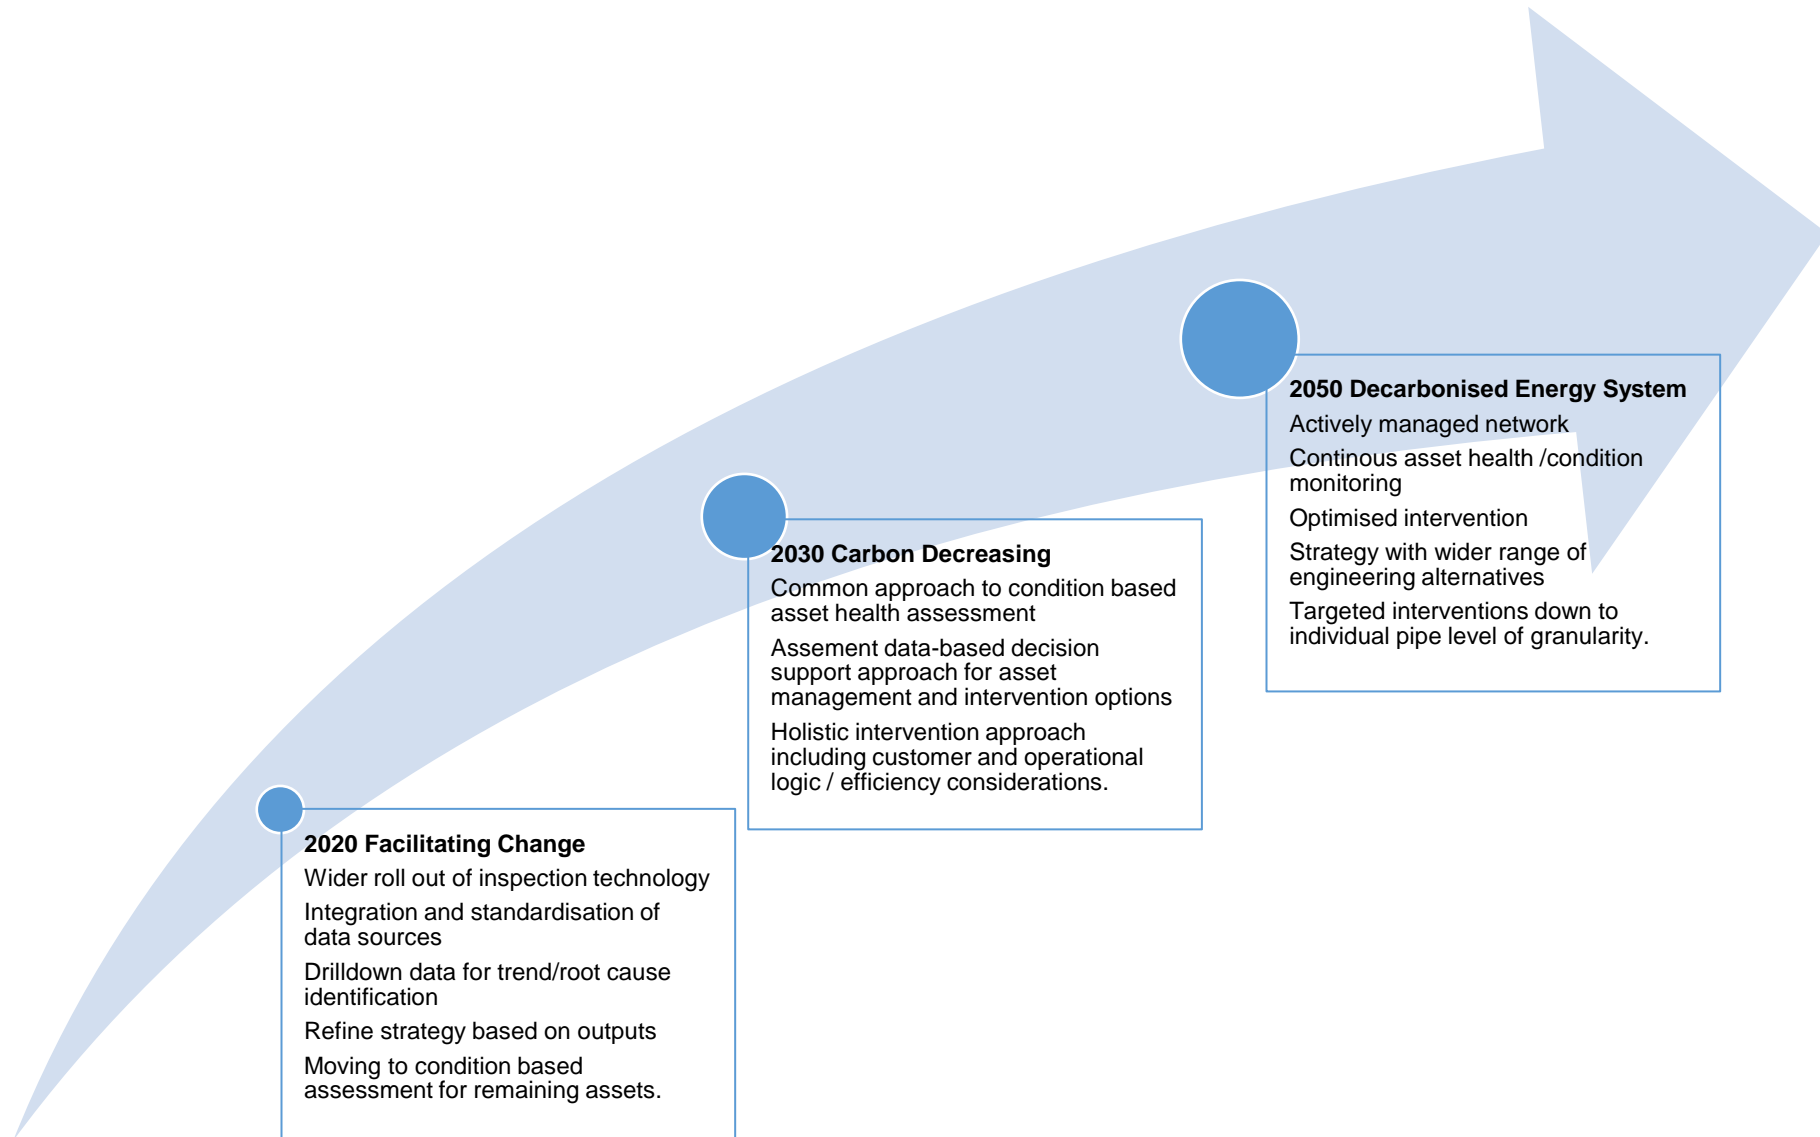 2020 Facilitating Change
Wider roll out of inspection technology
Integration and standardisation of
data sources
Drilldown data for trend/root cause
identification
Refine strategy based on outputs
Moving to condition based
assessment for remaining assets.
2030 Carbon Decreasing
Common approach to condition based
asset health assessment
Assement data-based decision
support approach for asset
management and intervention options
Holistic intervention approach
including customer and operational
logic / efficiency considerations.
2050 Decarbonised Energy System
Actively managed network
Continous asset health /condition
monitoring
Optimised intervention
Strategy with wider range of
engineering alternatives
Targeted interventions down to
individual pipe level of granularity.